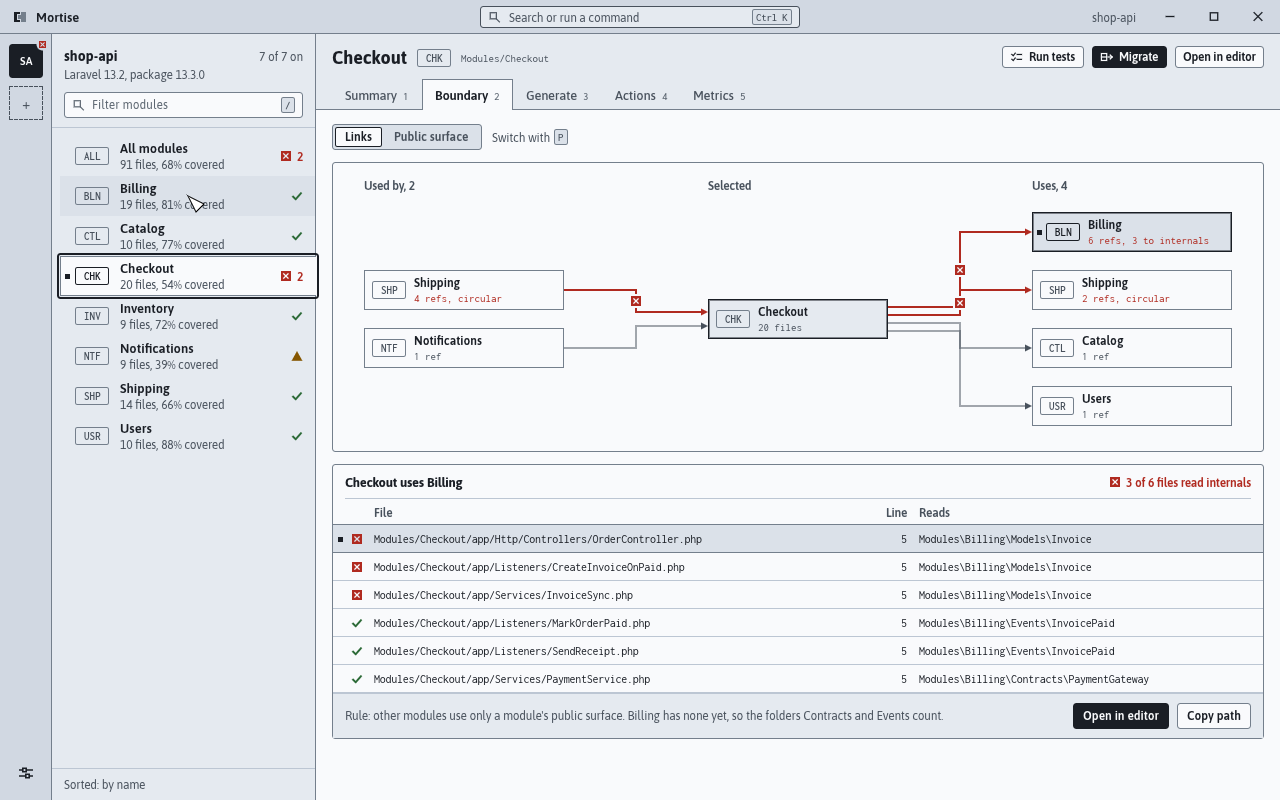 Mortise
Search or run a command
Ctrl K
shop-api
SA
shop-api
7 of 7 on
Laravel 13.2, package 13.3.0
Filter modules
/
+
ALL
All modules
91 files, 68% covered
2
BLN
Billing
19 files, 81% covered
CTL
Catalog
10 files, 77% covered
CHK
Checkout
20 files, 54% covered
2
INV
Inventory
9 files, 72% covered
NTF
Notifications
9 files, 39% covered
SHP
Shipping
14 files, 66% covered
USR
Users
10 files, 88% covered
Sorted: by name
Checkout
CHK
Modules/Checkout
Run tests
Migrate
Open in editor
Summary 1
Boundary 2
Generate 3
Actions 4
Metrics 5
Links
Public surface
Switch with P
Used by, 2
Selected
Uses, 4
SHP
Shipping
4 refs, circular
NTF
Notifications
1 ref
CHK
Checkout
20 files
BLN
Billing
6 refs, 3 to internals
SHP
Shipping
2 refs, circular
CTL
Catalog
1 ref
USR
Users
1 ref
Checkout uses Billing
3 of 6 files read internals
File Line Reads
Modules/Checkout/app/Http/Controllers/OrderController.php 5 Modules\Billing\Models\Invoice
Modules/Checkout/app/Listeners/CreateInvoiceOnPaid.php 5 Modules\Billing\Models\Invoice
Modules/Checkout/app/Services/InvoiceSync.php 5 Modules\Billing\Models\Invoice
Modules/Checkout/app/Listeners/MarkOrderPaid.php 5 Modules\Billing\Events\InvoicePaid
Modules/Checkout/app/Listeners/SendReceipt.php 5 Modules\Billing\Events\InvoicePaid
Modules/Checkout/app/Services/PaymentService.php 5 Modules\Billing\Contracts\PaymentGateway
Rule: other modules use only a module's public surface. Billing has none yet, so the folders Contracts and Events count.
Open in editor
Copy path